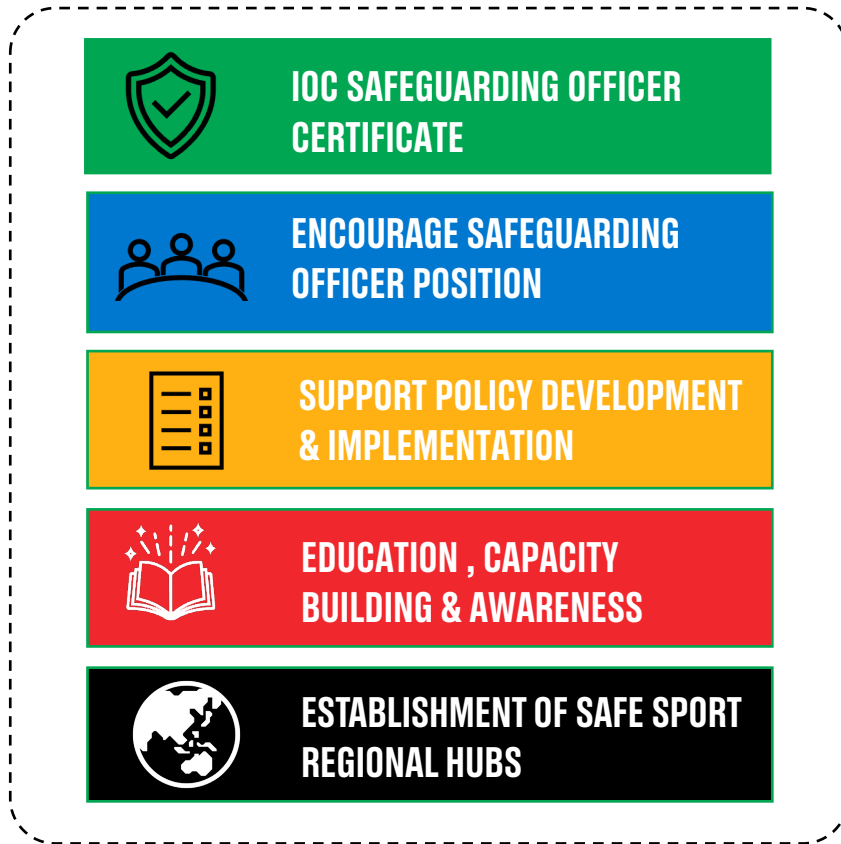 IOC SAFEGUARDING OFFICER
CERTIFICATE
ENCOURAGE SAFEGUARDING
OFFICER POSITION
SUPPORT POLICY DEVELOPMENT
& IMPLEMENTATION
EDUCATION , CAPACITY
BUILDING & AWARENESS
ESTABLISHMENT OF SAFE SPORT
REGIONAL HUBS